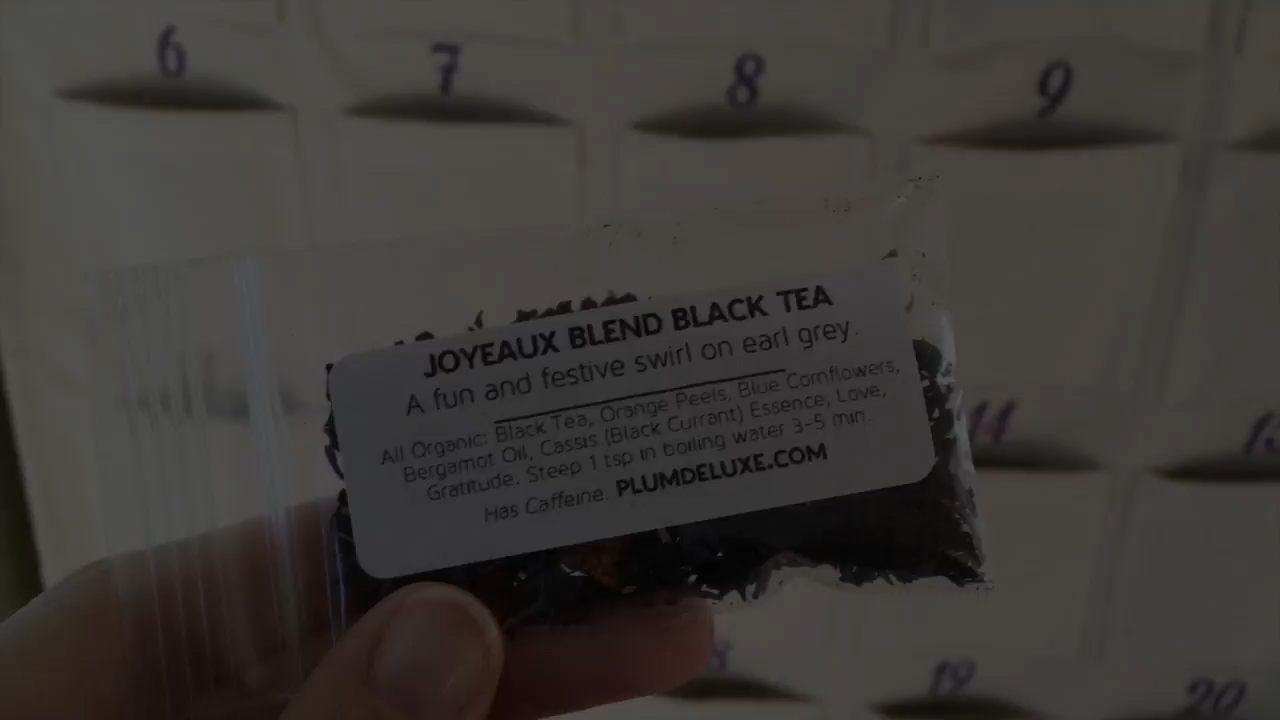 6 7 8 9
JOYEAUX BLEND BLACK TEA
A fun and festive swirl on earl grey.
All Organic: Black Tea, Orange Peels, Blue Cornflowers,
Bergamot Oil, Cassis (Black Currant) Essence, Love,
Gratitude. Steep 1 tsp in boiling water 3-5 min.
Has Caffeine. PLUMDELUXE.COM
14
19 20